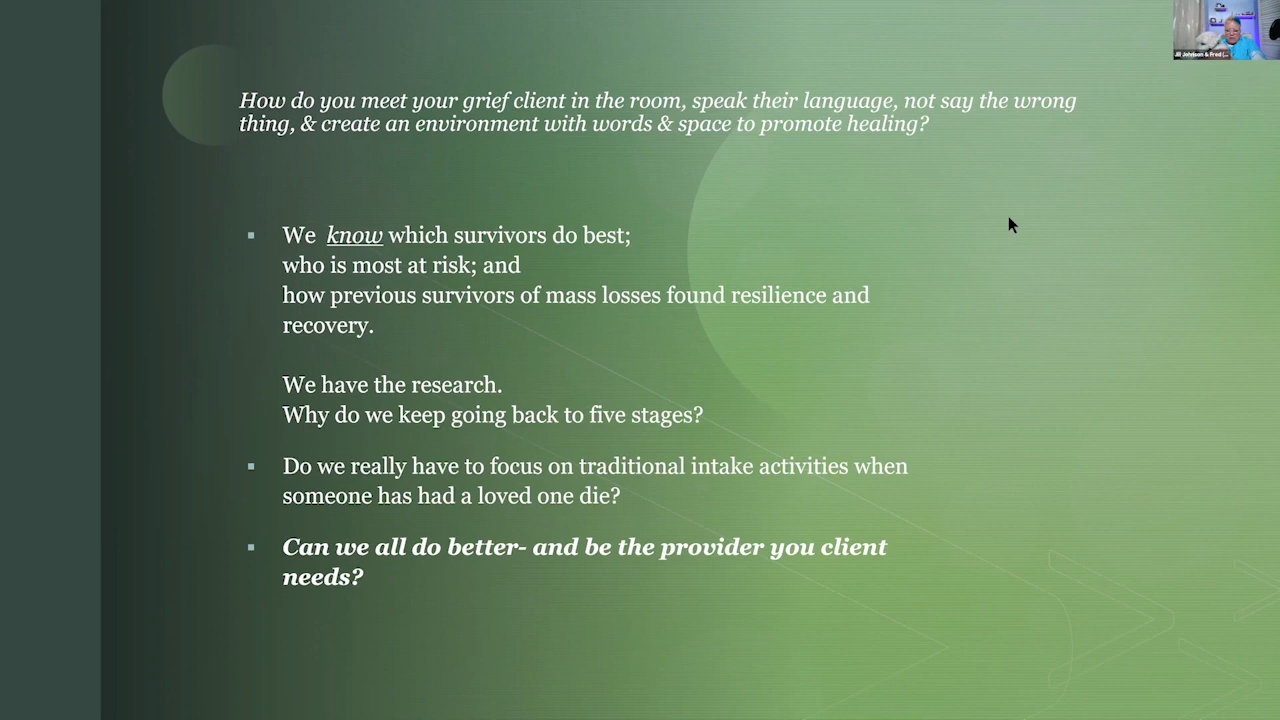 Jill Johnson & Fred (...
How do you meet your grief client in the room, speak their language, not say the wrong
thing, & create an environment with words & space to promote healing?
▪ We know which survivors do best;
who is most at risk; and
how previous survivors of mass losses found resilience and
recovery.
We have the research.
Why do we keep going back to five stages?
▪ Do we really have to focus on traditional intake activities when
someone has had a loved one die?
▪ Can we all do better- and be the provider you client
needs?